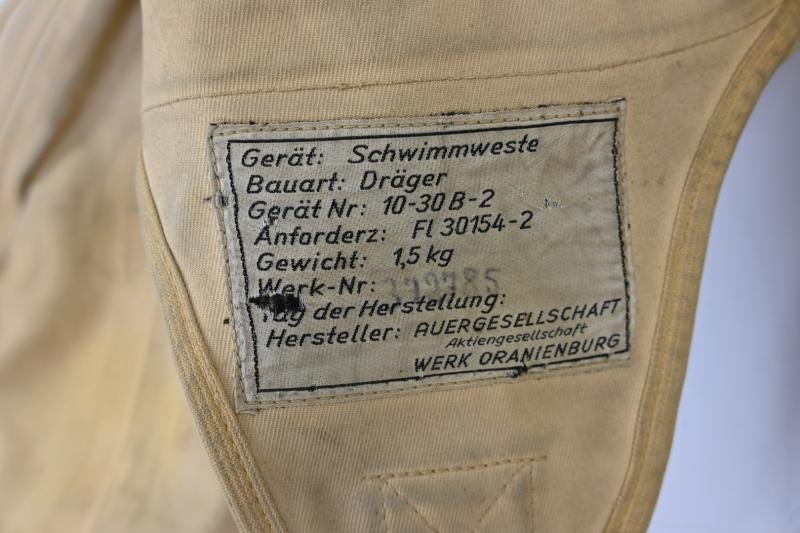 Gerät: Schwimmweste
Bauart: Dräger
Gerät Nr: 10-30 B-2
Anforderz: Fl 30154-2
Gewicht: 1,5 kg
Werk-Nr:
Tag der Herstellung:
Hersteller: AUERGESELLSCHAFT
Aktiengesellschaft
WERK ORANIENBURG